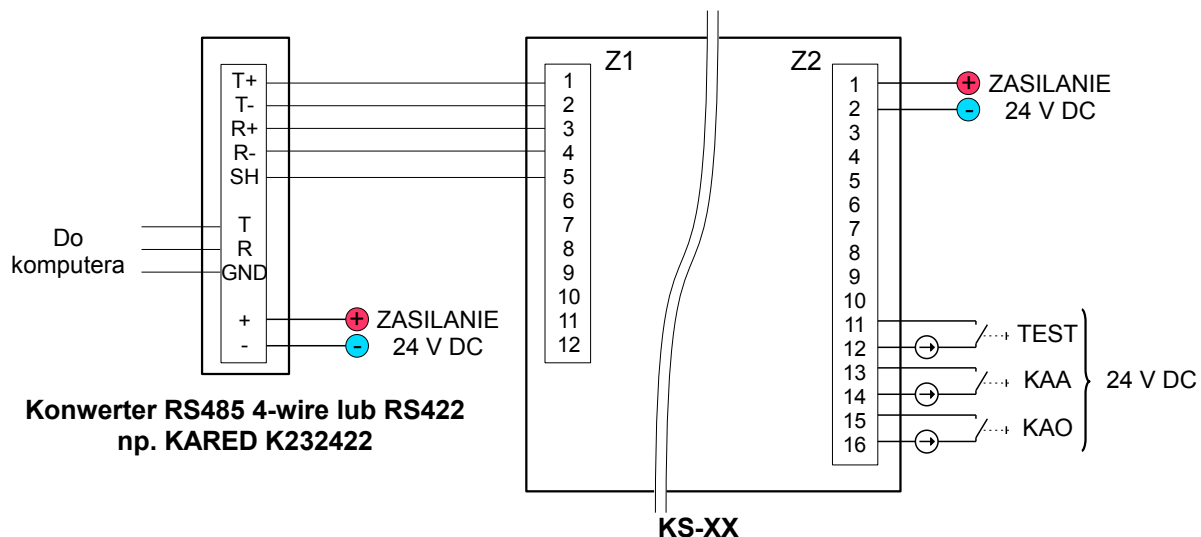 T+
T-
R+
R-
SH
T
R
GND
+
-
Do
komputera
+ ZASILANIE
- 24 V DC
Konwerter RS485 4-wire lub RS422
np. KARED K232422
Z1
1
2
3
4
5
6
7
8
9
10
11
12
Z2
1
2
3
4
5
6
7
8
9
10
11
12
13
14
15
16
+ ZASILANIE
- 24 V DC
TEST
KAA
KAO
24 V DC
KS-XX